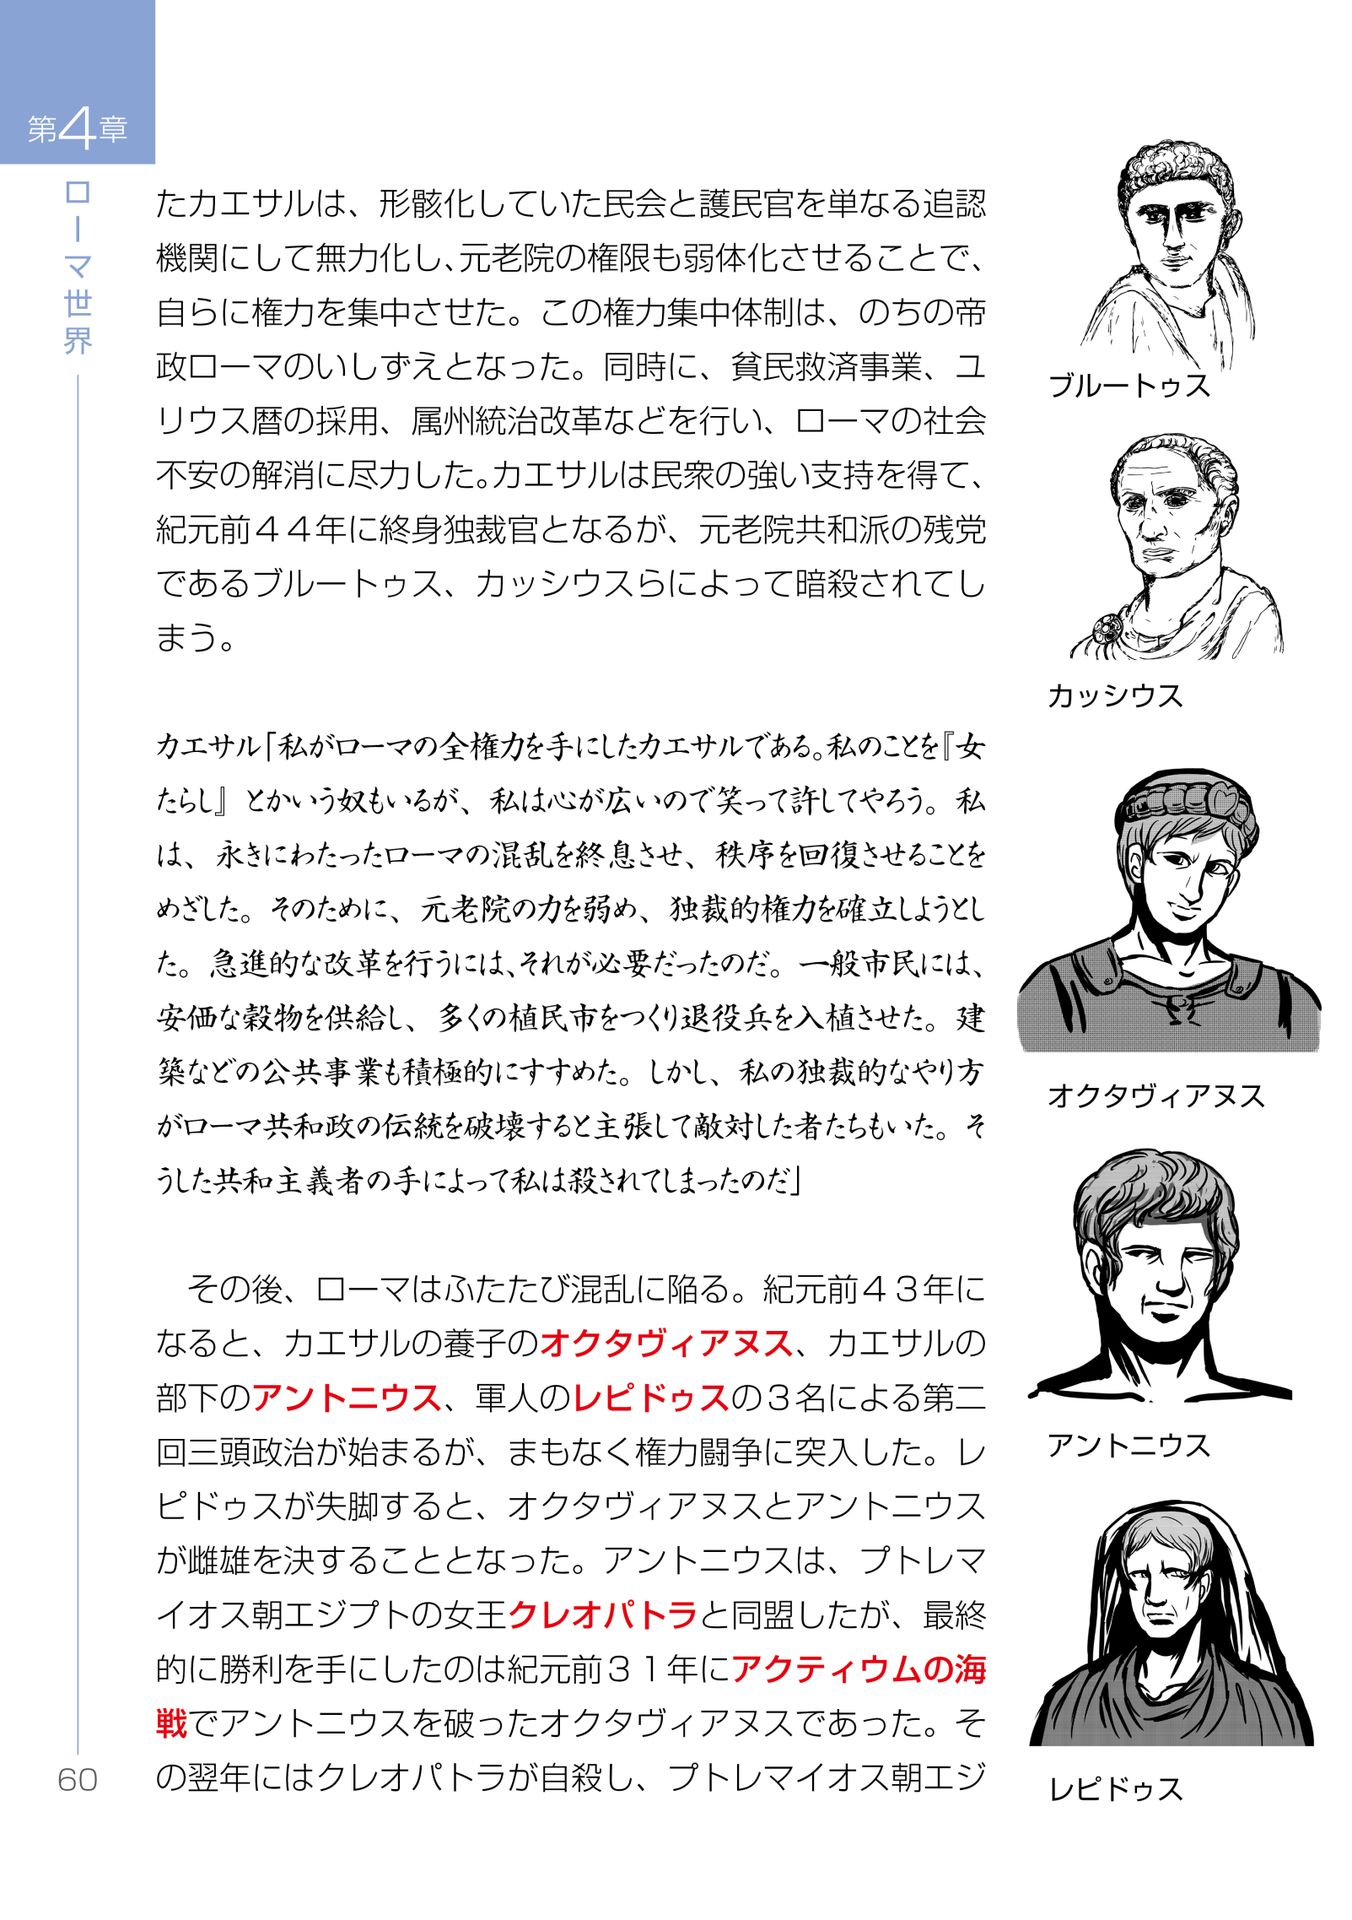 第4章
ローマ世界
たカエサルは、形骸化していた民会と護民官を単なる追認
機関にして無力化し、元老院の権限も弱体化させることで、
自らに権力を集中させた。この権力集中体制は、のちの帝
政ローマのいしずえとなった。同時に、貧民救済事業、ユ
リウス暦の採用、属州統治改革などを行い、ローマの社会
不安の解消に尽力した。カエサルは民衆の強い支持を得て、
紀元前４４年に終身独裁官となるが、元老院共和派の残党
であるブルートゥス、カッシウスらによって暗殺されてし
まう。
カエサル「私がローマの全権力を手にしたカエサルである。私のことを『女
たらし』とかいう奴もいるが、私は心が広いので笑って許してやろう。私
は、永きにわたったローマの混乱を終息させ、秩序を回復させることを
めざした。そのために、元老院の力を弱め、独裁的権力を確立しようとし
た。急進的な改革を行うには、それが必要だったのだ。一般市民には、
安価な穀物を供給し、多くの植民市をつくり退役兵を入植させた。建
築などの公共事業も積極的にすすめた。しかし、私の独裁的なやり方
がローマ共和政の伝統を破壊すると主張して敵対した者たちもいた。そ
うした共和主義者の手によって私は殺されてしまったのだ」
その後、ローマはふたたび混乱に陥る。紀元前４３年に
なると、カエサルの養子のオクタヴィアヌス、カエサルの
部下のアントニウス、軍人のレピドゥスの３名による第二
回三頭政治が始まるが、まもなく権力闘争に突入した。レ
ピドゥスが失脚すると、オクタヴィアヌスとアントニウス
が雌雄を決することとなった。アントニウスは、プトレマ
イオス朝エジプトの女王クレオパトラと同盟したが、最終
的に勝利を手にしたのは紀元前３１年にアクティウムの海
戦でアントニウスを破ったオクタヴィアヌスであった。そ
の翌年にはクレオパトラが自殺し、プトレマイオス朝エジ
ブルートゥス
カッシウス
オクタヴィアヌス
アントニウス
レピドゥス
60